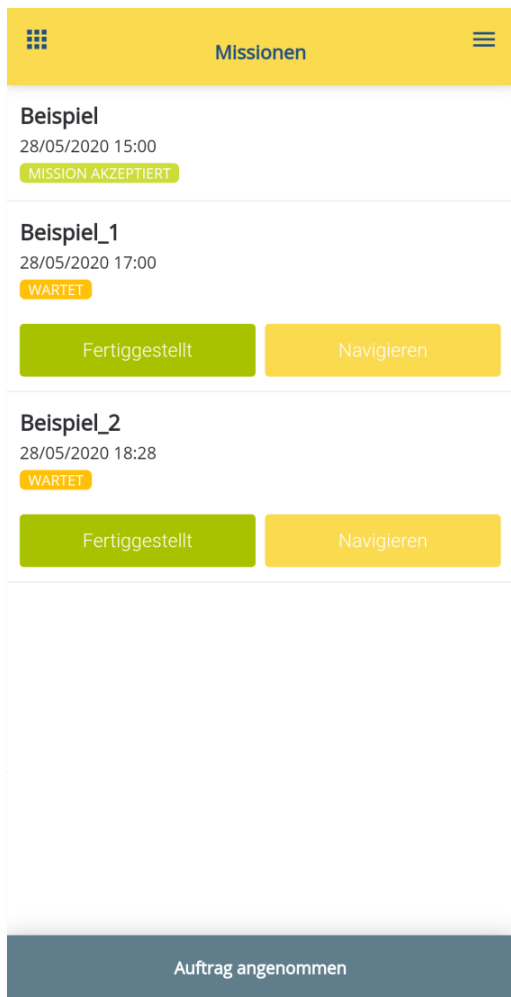 Missionen
Beispiel
28/05/2020 15:00
MISSION AKZEPTIERT
Beispiel_1
28/05/2020 17:00
WARTET
Fertiggestellt Navigieren
Beispiel_2
28/05/2020 18:28
WARTET
Fertiggestellt Navigieren
Auftrag angenommen